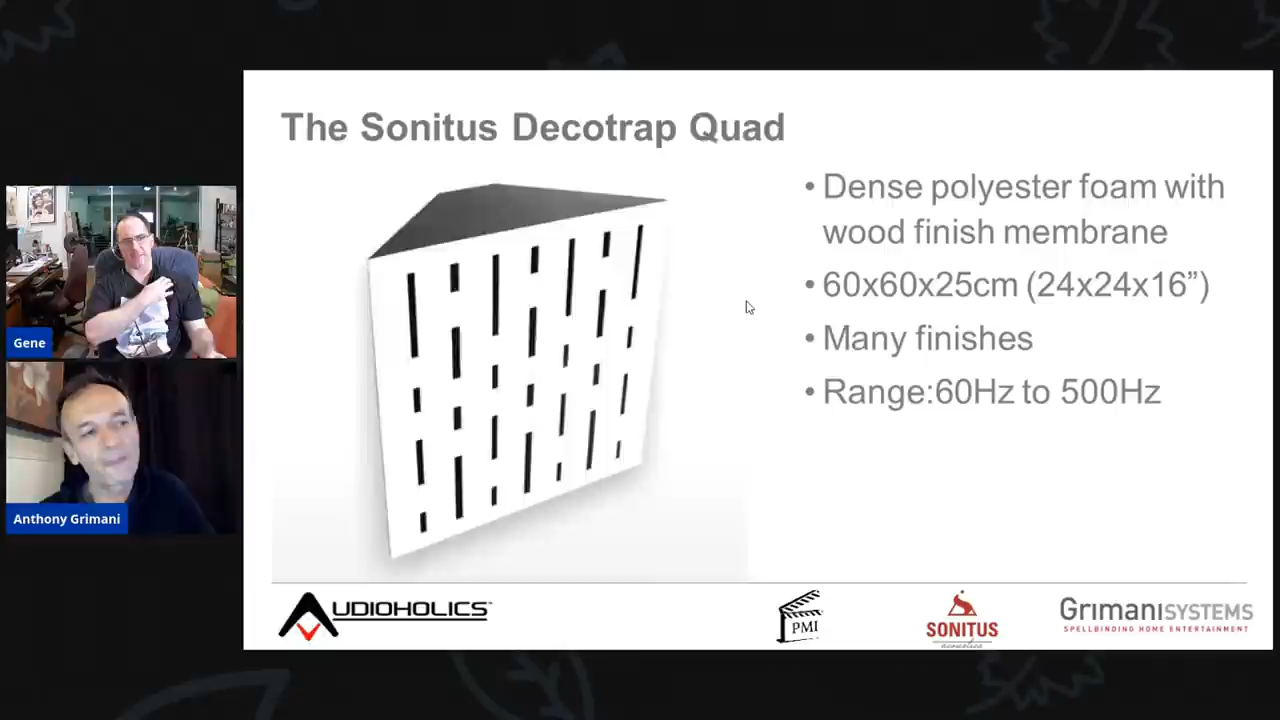 The Sonitus Decotrap Quad
• Dense polyester foam with
wood finish membrane
• 60x60x25cm (24x24x16”)
• Many finishes
• Range:60Hz to 500Hz
Gene
Anthony Grimani
AUDIOHOLICS
PMI
SONITUS
acoustics
GRIMANISYSTEMS
SPELLBINDING HOME ENTERTAINMENT